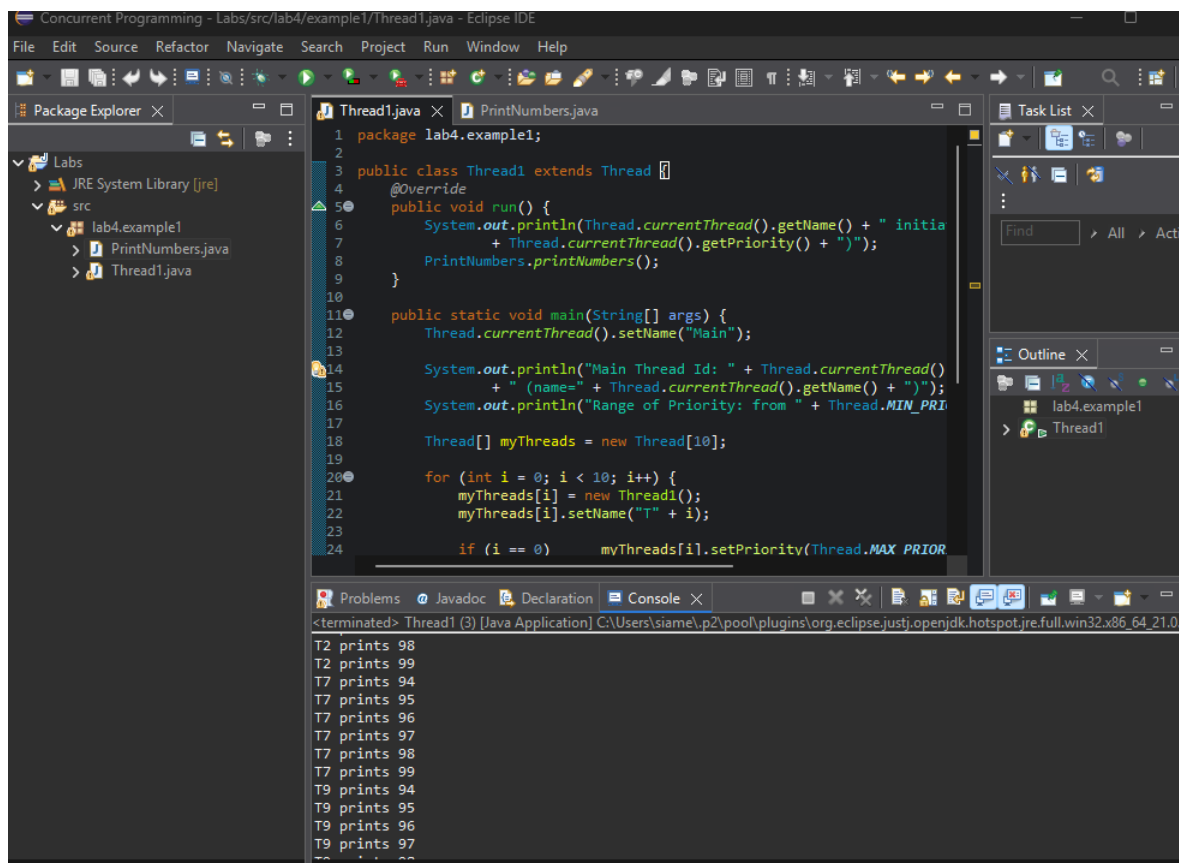 Concurrent Programming - Labs/src/lab4/example1/Thread1.java - Eclipse IDE
File Edit Source Refactor Navigate Search Project Run Window Help
Package Explorer
Labs
JRE System Library [jre]
src
lab4.example1
PrintNumbers.java
Thread1.java
Thread1.java PrintNumbers.java
1 package lab4.example1;
2
3 public class Thread1 extends Thread {
4 @Override
5 public void run() {
6 System.out.println(Thread.currentThread().getName() + " initia
7 + Thread.currentThread().getPriority() + ")");
8 PrintNumbers.printNumbers();
9 }
10
11 public static void main(String[] args) {
12 Thread.currentThread().setName("Main");
13
14 System.out.println("Main Thread Id: " + Thread.currentThread()
15 + " (name=" + Thread.currentThread().getName() + ")");
16 System.out.println("Range of Priority: from " + Thread.MIN_PRI
17
18 Thread[] myThreads = new Thread[10];
19
20 for (int i = 0; i < 10; i++) {
21 myThreads[i] = new Thread1();
22 myThreads[i].setName("T" + i);
23
24 if (i == 0) myThreads[i].setPriority(Thread.MAX_PRIOR
Task List
Find All Act
Outline
lab4.example1
Thread1
Problems Javadoc Declaration Console
<terminated> Thread1 (3) [Java Application] C:\Users\siame\.p2\pool\plugins\org.eclipse.justj.openjdk.hotspot.jre.full.win32.x86_64_21.0.
T2 prints 98
T2 prints 99
T7 prints 94
T7 prints 95
T7 prints 96
T7 prints 97
T7 prints 98
T7 prints 99
T9 prints 94
T9 prints 95
T9 prints 96
T9 prints 97